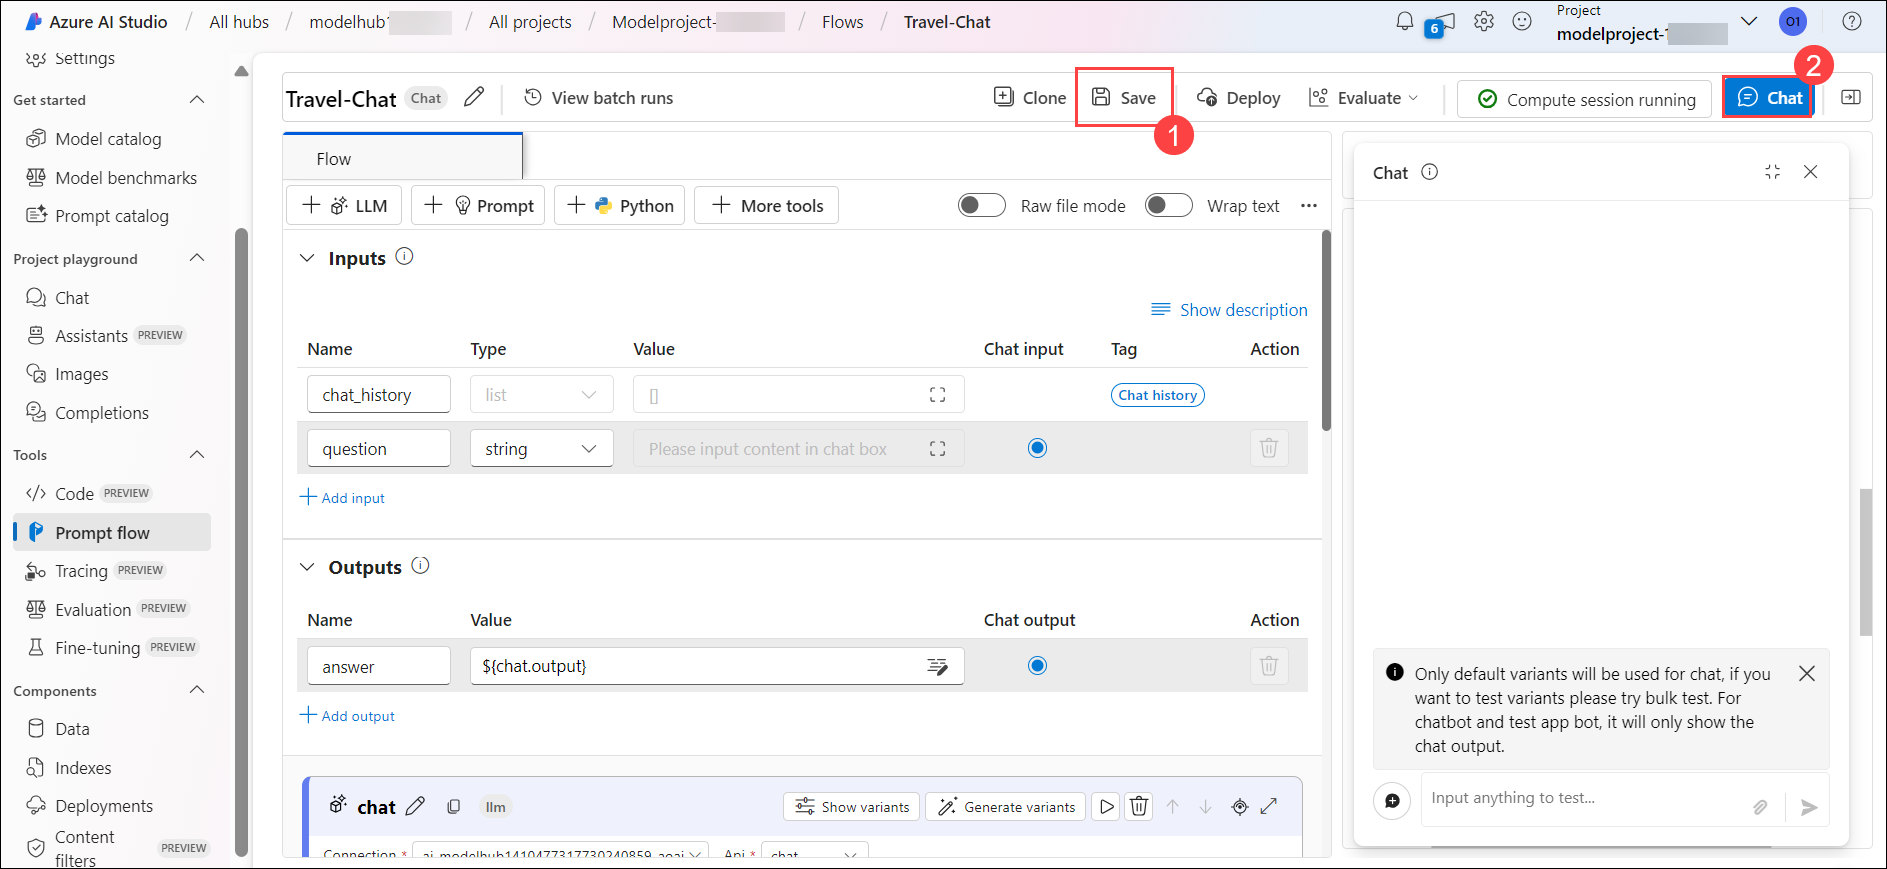 Azure AI Studio / All hubs / modelhub1 / All projects / Modelproject- / Flows / Travel-Chat
6
Project
modelproject-
01
Settings
Get started
Model catalog
Model benchmarks
Prompt catalog
Project playground
Chat
Assistants PREVIEW
Images
Completions
Tools
Code PREVIEW
Prompt flow
Tracing PREVIEW
Evaluation PREVIEW
Fine-tuning PREVIEW
Components
Data
Indexes
Deployments
Content filters PREVIEW
Travel-Chat Chat View batch runs Clone Save Deploy Evaluate Compute session running Chat
1
2
Flow
LLM Prompt Python More tools Raw file mode Wrap text ...
Inputs
Show description
Name Type Value Chat input Tag Action
chat_history list [] Chat history
question string Please input content in chat box
Add input
Outputs
Name Value Chat output Action
answer ${chat.output}
Add output
chat llm Show variants Generate variants
Connection * ai-modelhub1410477317730240859_aoai Api * chat
Chat
Only default variants will be used for chat, if you
want to test variants please try bulk test. For
chatbot and test app bot, it will only show the
chat output.
Input anything to test...